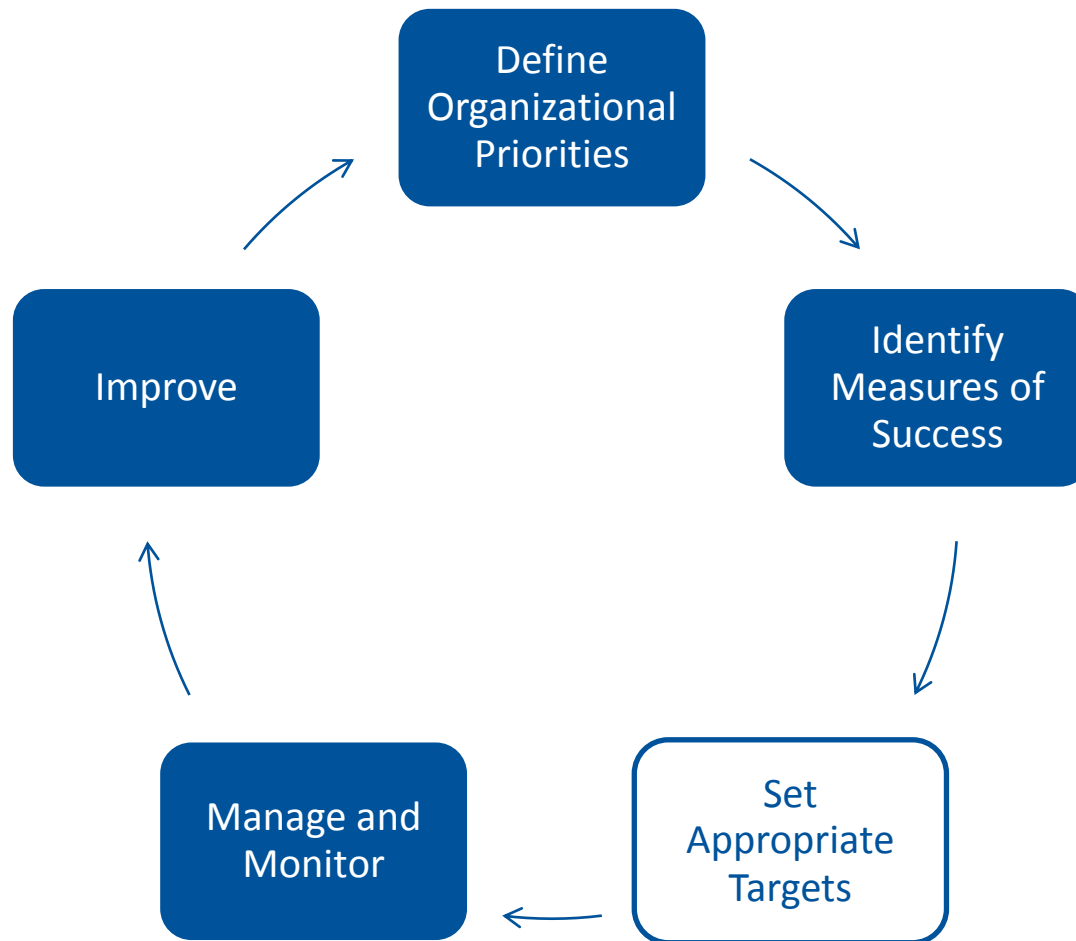 Define
Organizational
Priorities
Identify
Measures of
Success
Set
Appropriate
Targets
Manage and
Monitor
Improve